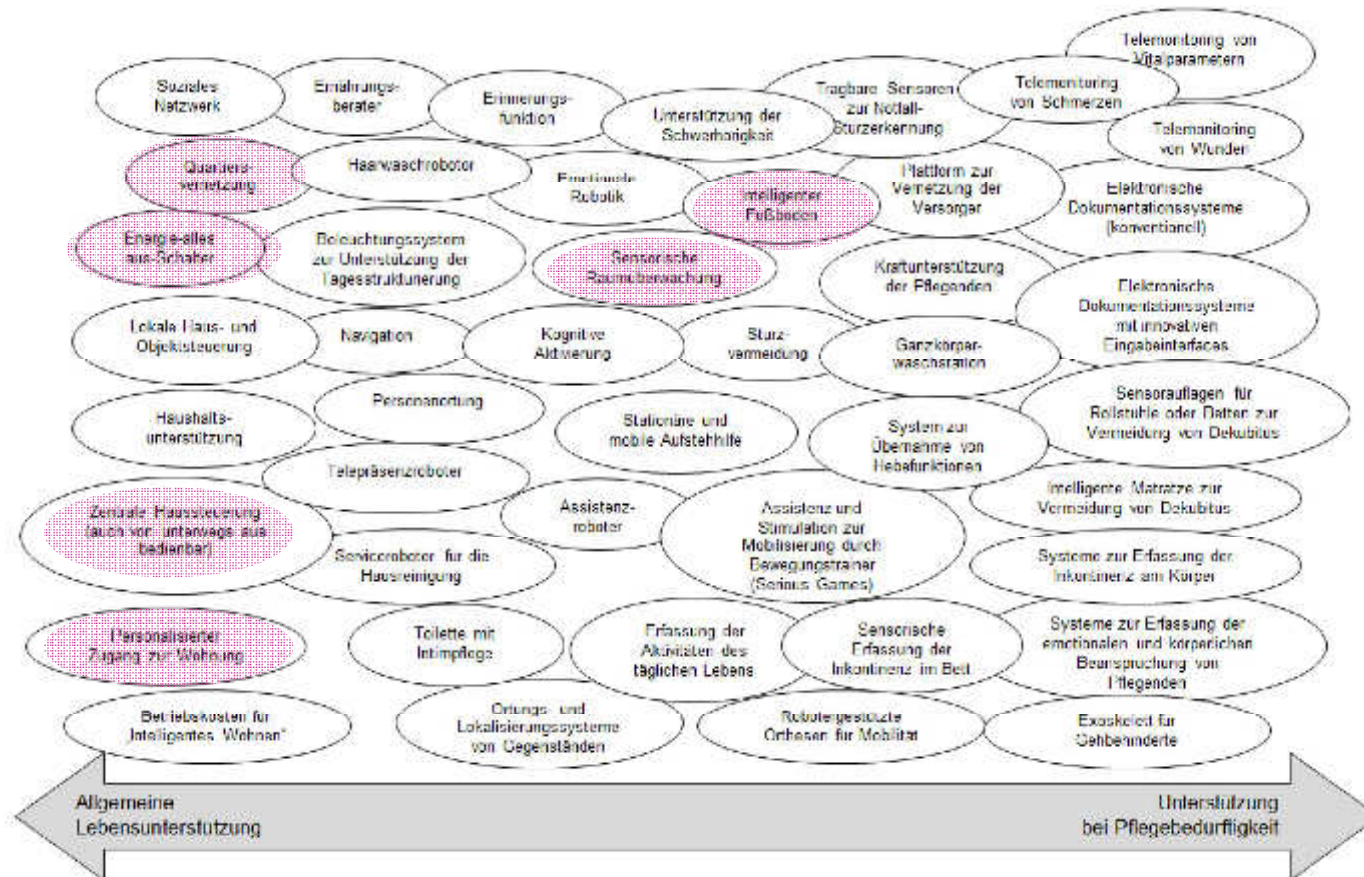 Soziales
Netzwerk
Ernährungs-
berater
Erinnerungs-
funktion
Unterstützung der
Schwerhörigkeit
Tragbare Sensoren
zur Notfall-
Sturzerkennung
Telemonitoring
von Schmerzen
Telemonitoring von
Vitalparametern
Telemonitoring
von Wunden
Quartiers-
vernetzung
Haarwaschrobotor
Emotionale
Robotik
Intelligenter
Fußboden
Plattform zur
Vernetzung der
Versorger
Elektronische
Dokumentationssysteme
(konventionell)
Energie-alles
aus-Schalter
Beleuchtungssystem
zur Unterstützung der
Tagesstrukturierung
Sensorische
Raumüberwachung
Kraftunterstützung
der Pflegenden
Elektronische
Dokumentationssysteme
mit innovativen
Eingabeinterfaces
Lokale Haus- und
Objektsteuerung
Navigation
Kognitive
Aktivierung
Sturz-
vermeidung
Ganzkörper-
waschstation
Haushalts-
unterstützung
Personenortung
Stationäre und
mobile Aufstehhilfe
System zur
Übernahme von
Hebefunktionen
Sensorauflagen für
Rollstühle oder Betten zur
Vermeidung von Dekubitus
Telepräsenzroboter
Zentrale Haussteuerung
(auch von unterwegs aus
bedienbar)
Assistenz-
roboter
Assistenz und
Stimulation zur
Mobilisierung durch
Bewegungstrainer
(Serious Games)
Intelligente Matratze zur
Vermeidung von Dekubitus
Serviceroboter für die
Hausreinigung
Systeme zur Erfassung der
Inkontinenz am Körper
Personalisierter
Zugang zur Wohnung
Toilette mit
Intimpflege
Erfassung der
Aktivitäten des
täglichen Lebens
Sensorische
Erfassung der
Inkontinenz im Bett
Systeme zur Erfassung der
emotionalen und körperlichen
Beanspruchung von
Pflegenden
Betriebskosten für
„Intelligentes Wohnen"
Ortungs- und
Lokalisierungssysteme
von Gegenständen
Robotergestützte
Orthesen für Mobilität
Exoskelett für
Gehbehinderte
Allgemeine
Lebensunterstützung
Unterstützung
bei Pflegebedürftigkeit